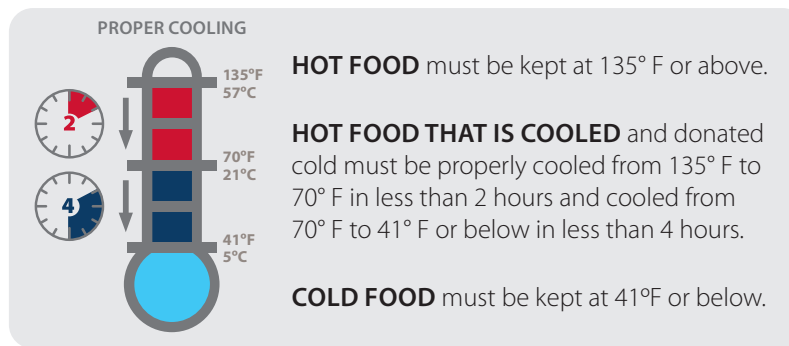 PROPER COOLING
135°F
57°C
2
70°F
21°C
4
41°F
5°C
HOT FOOD must be kept at 135° F or above.
HOT FOOD THAT IS COOLED and donated
cold must be properly cooled from 135° F to
70° F in less than 2 hours and cooled from
70° F to 41° F or below in less than 4 hours.
COLD FOOD must be kept at 41ºF or below.